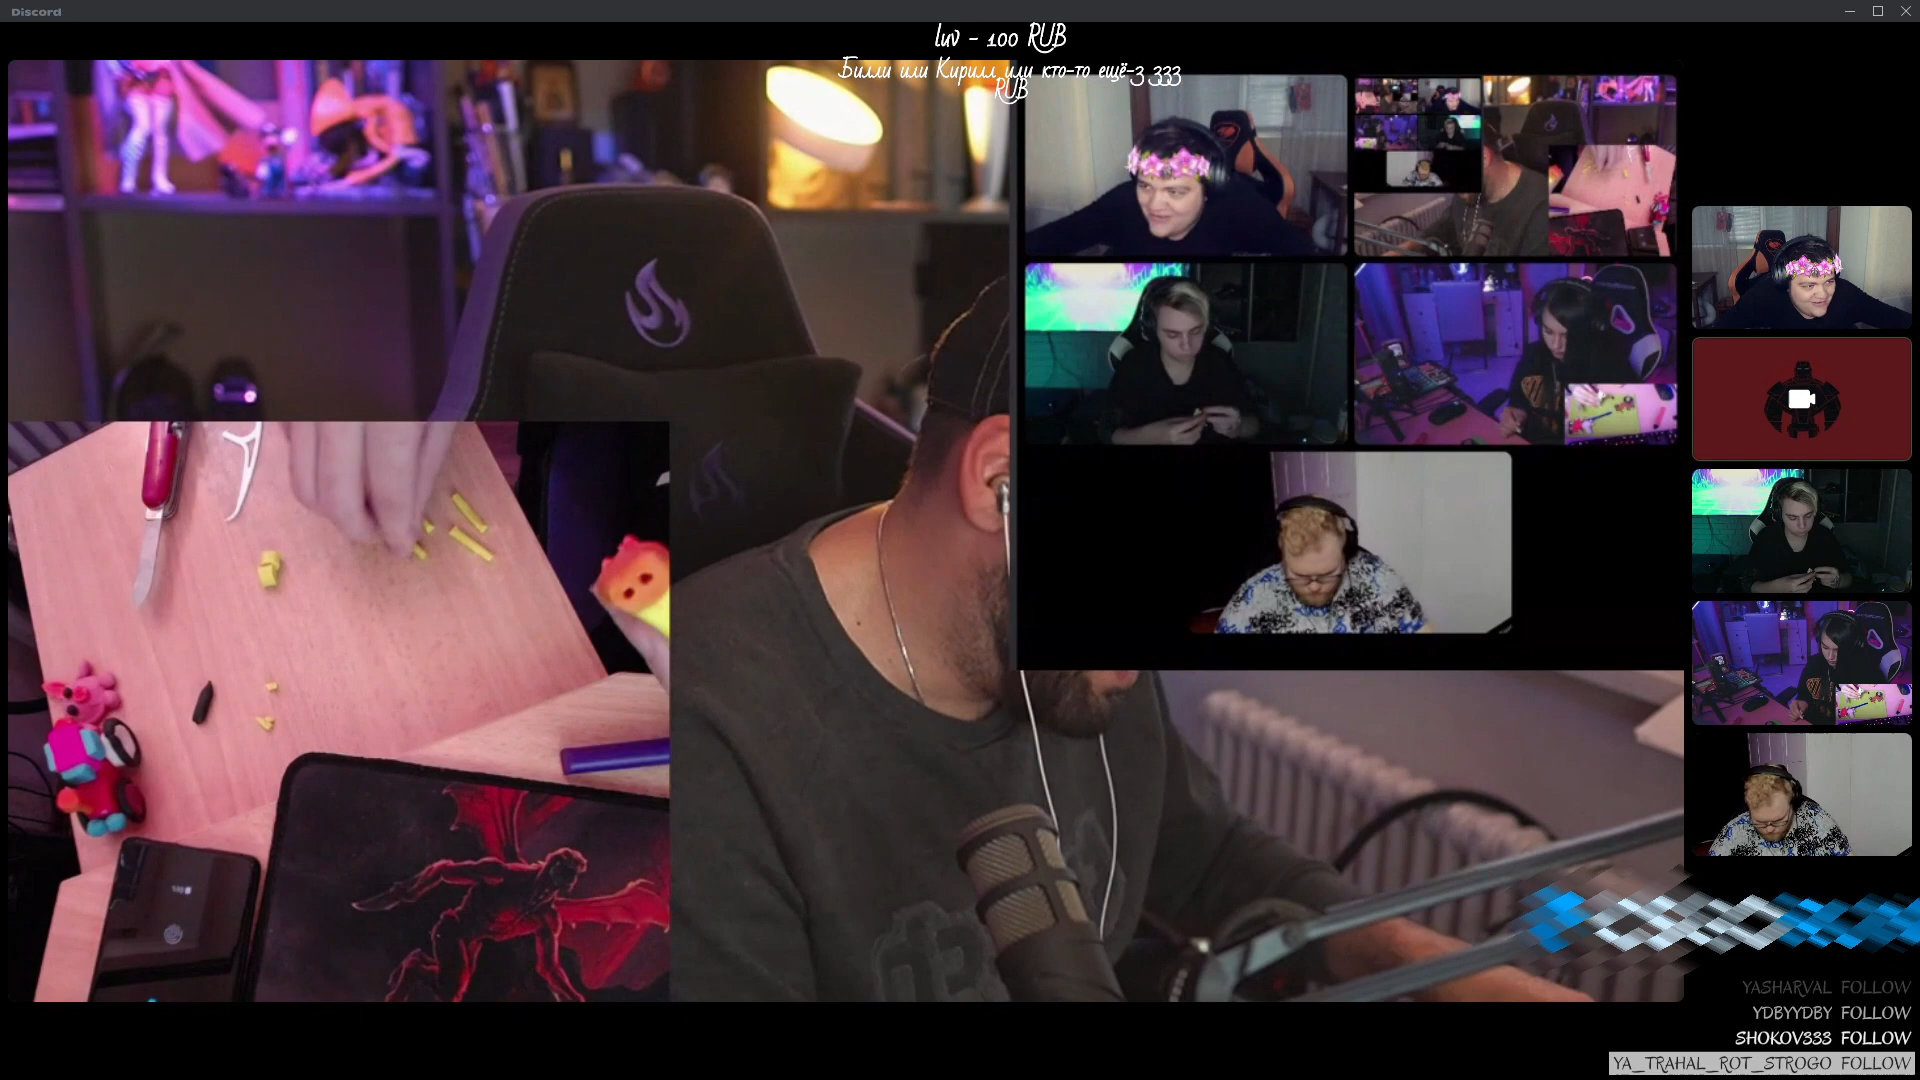 Discord
luv - 100 RUB
Билли или Кирилл или кто-то ещё-3 333
RUB
YASHARVAL FOLLOW
YDBYYDBY FOLLOW
SHOKOV333 FOLLOW
YA_TRAHAL_ROT_STROGO FOLLOW